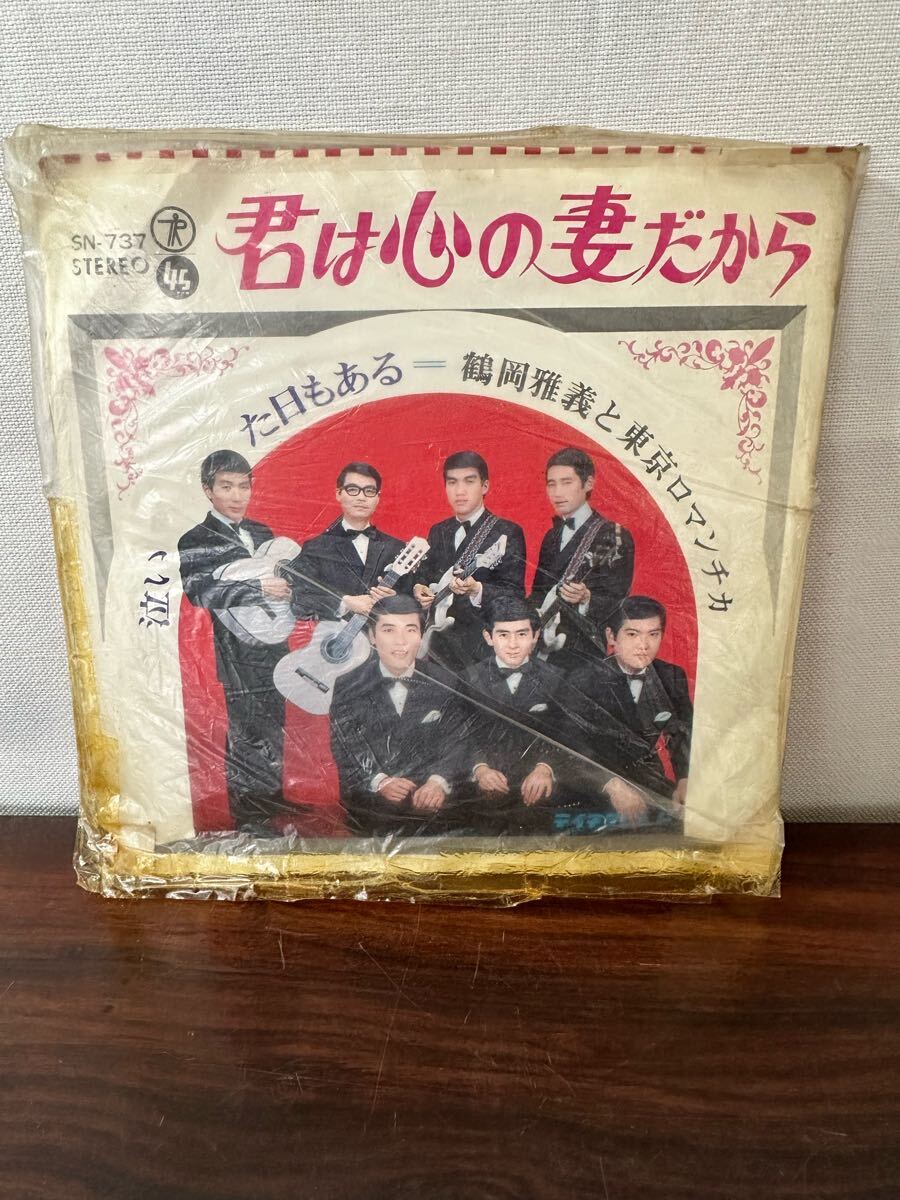 SN-737
STEREO
45
君は心の妻だから
泣いた日もある＝鶴岡雅義と東京ロマンチカ